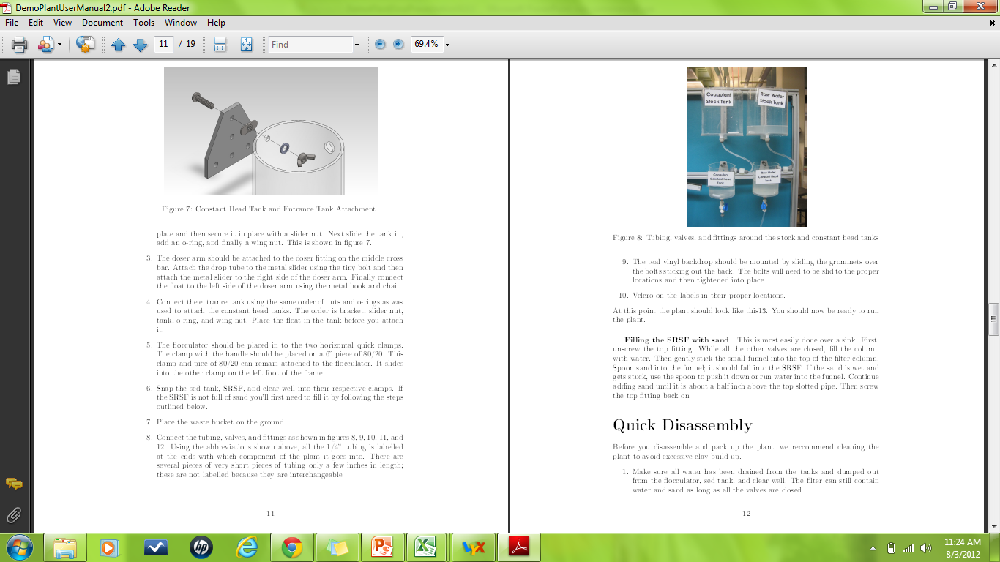 DemoPlantUserManual2.pdf - Adobe Reader
File Edit View Document Tools Window Help
11 / 19 Find 69.4%
Figure 7: Constant Head Tank and Entrance Tank Attachment
plate and then secure it in place with a slider nut. Next slide the tank in,
add an o-ring, and finally a wing nut. This is shown in figure 7.
3. The doser arm should be attached to the doser fitting on the middle cross
bar. Attach the drop tube to the metal slider using the tiny bolt and then
attach the metal slider to the right side of the doser arm. Finally connect
the float to the left side of the doser arm using the metal hook and chain.
4. Connect the entrance tank using the same order of nuts and o-rings as was
used to attach the constant head tanks. The order is bracket, slider nut,
tank, o ring, and wing nut. Place the float in the tank before you attach
it.
5. The flocculator should be placed in to the two horizontal quick clamps.
The clamp with the handle should be placed on a 6" piece of 80/20. This
clamp and piee of 80/20 can remain attached to the flocculator. It slides
into the other clamp on the left foot of the frame.
6. Snap the sed tank, SRSF, and clear well into their respective clamps. If
the SRSF is not full of sand you'll first need to fill it by following the steps
outlined below.
7. Place the waste bucket on the ground.
8. Connect the tubing, valves, and fittings as shown in figures 8, 9, 10, 11, and
12. Using the abbreviations shown above, all the 1/4" tubing is labelled
at the ends with which component of the plant it goes into. There are
several pieces of very short pieces of tubing only a few inches in length;
these are not labelled because they are interchangeable.
11
Coagulant
Stock Tank
Raw Water
Stock Tank
Coagulant
Constant Head
Tank
Raw Water
Constant Head
Tank
Figure 8: Tubing, valves, and fittings around the stock and constant head tanks
9. The teal vinyl backdrop should be mounted by sliding the grommets over
the bolts sticking out the back. The bolts will need to be slid to the proper
locations and then tightened into place.
10. Velcro on the labels in their proper locations.
At this point the plant should look like this13. You should now be ready to run
the plant.
Filling the SRSF with sand This is most easily done over a sink. First,
unscrew the top fitting. While all the other valves are closed, fill the column
with water. Then gently stick the small funnel into the top of the filter column.
Spoon sand into the funnel; it should fall into the SRSF. If the sand is wet and
gets stuck, use the spoon to push it down or run water into the funnel. Continue
adding sand until it is about a half inch above the top slotted pipe. Then screw
the top fitting back on.
Quick Disassembly
Before you disassemble and pack up the plant, we reccommend cleaning the
plant to avoid excessive clay build up.
1. Make sure all water has been drained from the tanks and dumped out
from the flocculator, sed tank, and clear well. The filter can still contain
water and sand as long as all the valves are closed.
12
11:24 AM
8/3/2012